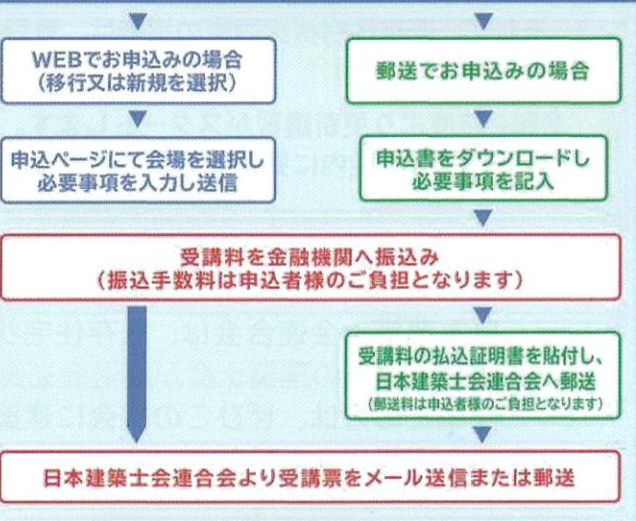 WEBでお申込みの場合
(移行又は新規を選択)
郵送でお申込みの場合
申込ページにて会場を選択し
必要事項を入力し送信
申込書をダウンロードし
必要事項を記入
受講料を金融機関へ振込み
(振込手数料は申込者様のご負担となります)
受講料の払込証明書を貼付し、
日本建築士会連合会へ郵送
(郵送料は申込者様のご負担となります)
日本建築士会連合会より受講票をメール送信または郵送